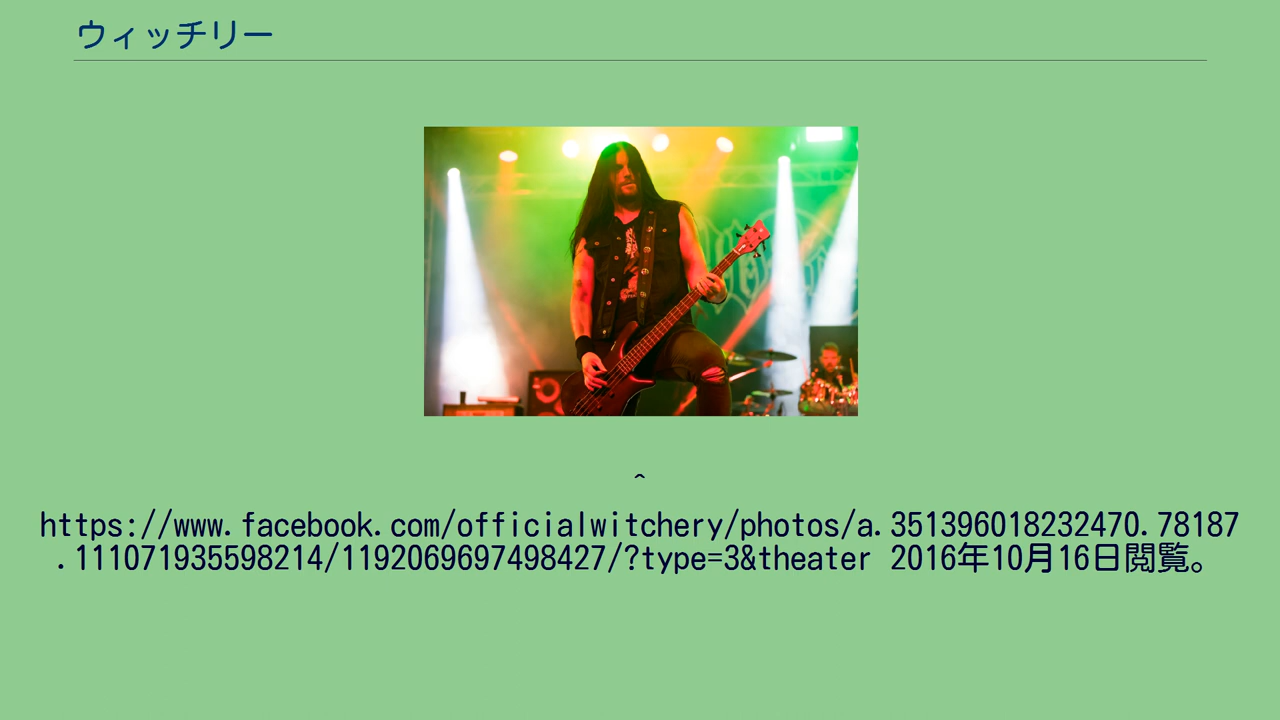 ウィッチリー
^
https://www.facebook.com/officialwitchery/photos/a.351396018232470.78187
.111071935598214/1192069697498427/?type=3&theater 2016年10月16日閲覧。